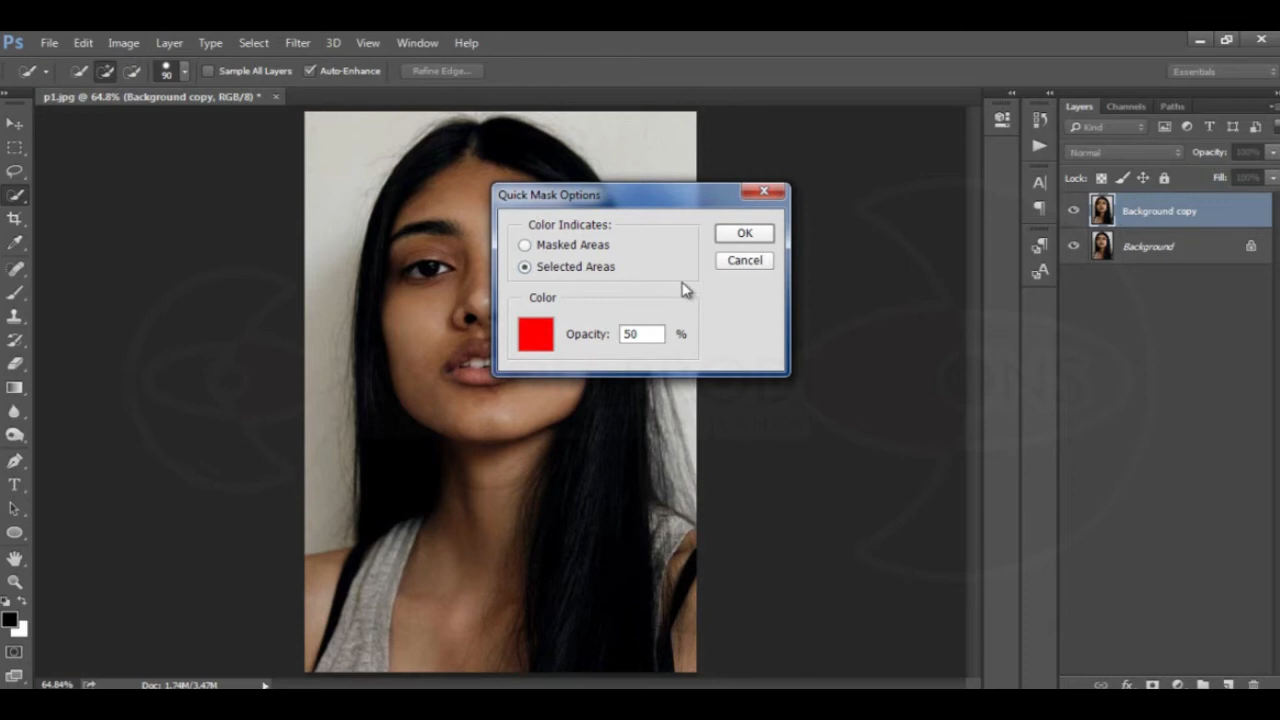 Ps File Edit Image Layer Type Select Filter 3D View Window Help
90 Sample All Layers Auto-Enhance Refine Edge... Essentials
p1.jpg @ 64.8% (Background copy, RGB/8) * ×
Layers Channels Paths
Kind
Normal Opacity: 100%
Lock: Fill: 100%
Background copy
Background
Quick Mask Options
Color Indicates:
Masked Areas
Selected Areas
OK
Cancel
Color
Opacity: 50 %
64.84% Doc: 1.74M/3.47M